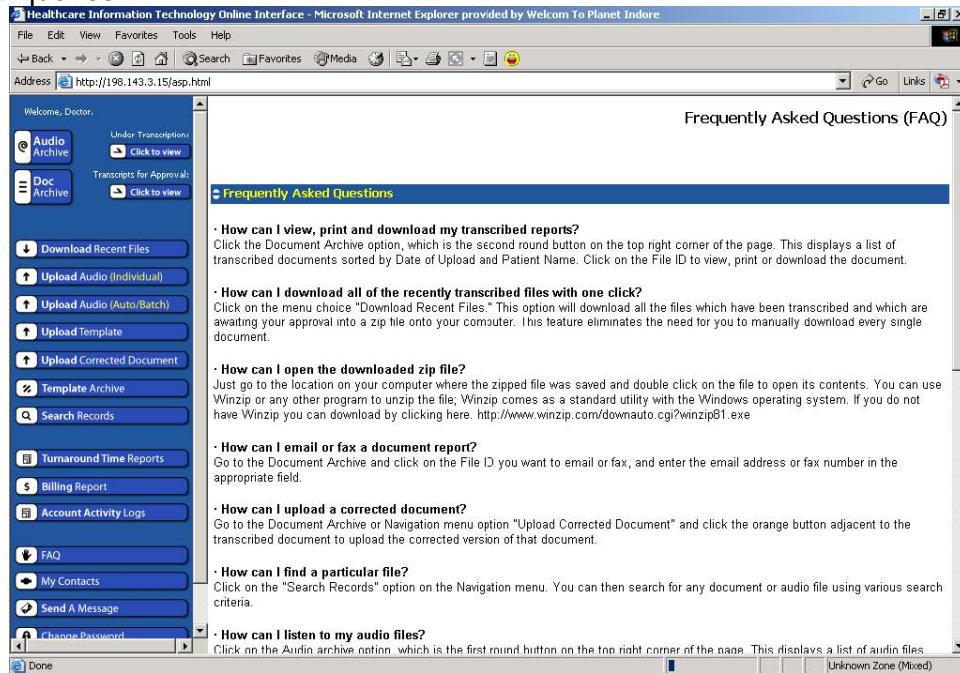 Healthcare Information Technology Online Interface - Microsoft Internet Explorer provided by Welcom To Planet Indore
File Edit View Favorites Tools Help
Back Search Favorites Media
Address http://198.143.3.15/asp.html Go Links
Welcome, Doctor.
Audio Archive
Under Transcription:
Click to view
Doc Archive
Transcripts for Approval:
Click to view
Download Recent Files
Upload Audio (Individual)
Upload Audio (Auto/Batch)
Upload Template
Upload Corrected Document
Template Archive
Search Records
Turnaround Time Reports
$ Billing Report
Account Activity Logs
FAQ
My Contacts
Send A Message
Change Password
Frequently Asked Questions (FAQ)
Frequently Asked Questions
· How can I view, print and download my transcribed reports?
Click the Document Archive option, which is the second round button on the top right corner of the page. This displays a list of
transcribed documents sorted by Date of Upload and Patient Name. Click on the File ID to view, print or download the document.
· How can I download all of the recently transcribed files with one click?
Click on the menu choice "Download Recent Files." This option will download all the files which have been transcribed and which are
awaiting your approval into a zip file onto your computer. This feature eliminates the need for you to manually download every single
document.
· How can I open the downloaded zip file?
Just go to the location on your computer where the zipped file was saved and double click on the file to open its contents. You can use
Winzip or any other program to unzip the file; Winzip comes as a standard utility with the Windows operating system. If you do not
have Winzip you can download by clicking here. http://www.winzip.com/downauto.cgi?winzip81.exe
· How can I email or fax a document report?
Go to the Document Archive and click on the File ID you want to email or fax, and enter the email address or fax number in the
appropriate field.
· How can I upload a corrected document?
Go to the Document Archive or Navigation menu option "Upload Corrected Document" and click the orange button adjacent to the
transcribed document to upload the corrected version of that document.
· How can I find a particular file?
Click on the "Search Records" option on the Navigation menu. You can then search for any document or audio file using various search
criteria.
· How can I listen to my audio files?
Click on the Audio archive option, which is the first round button on the top right corner of the page. This displays a list of audio files
Done Unknown Zone (Mixed)